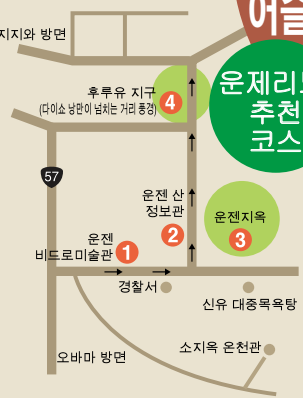 어슬
지지와 방면
운제리
추천
코스
후루유 지구
(다이쇼 낭만이 넘치는 거리 풍경)
4
57
운젠 산
정보관
2
운젠지옥
3
운젠
비드로미술관
1
경찰서
신유 대중목욕탕
소지옥 온천관
오바마 방면